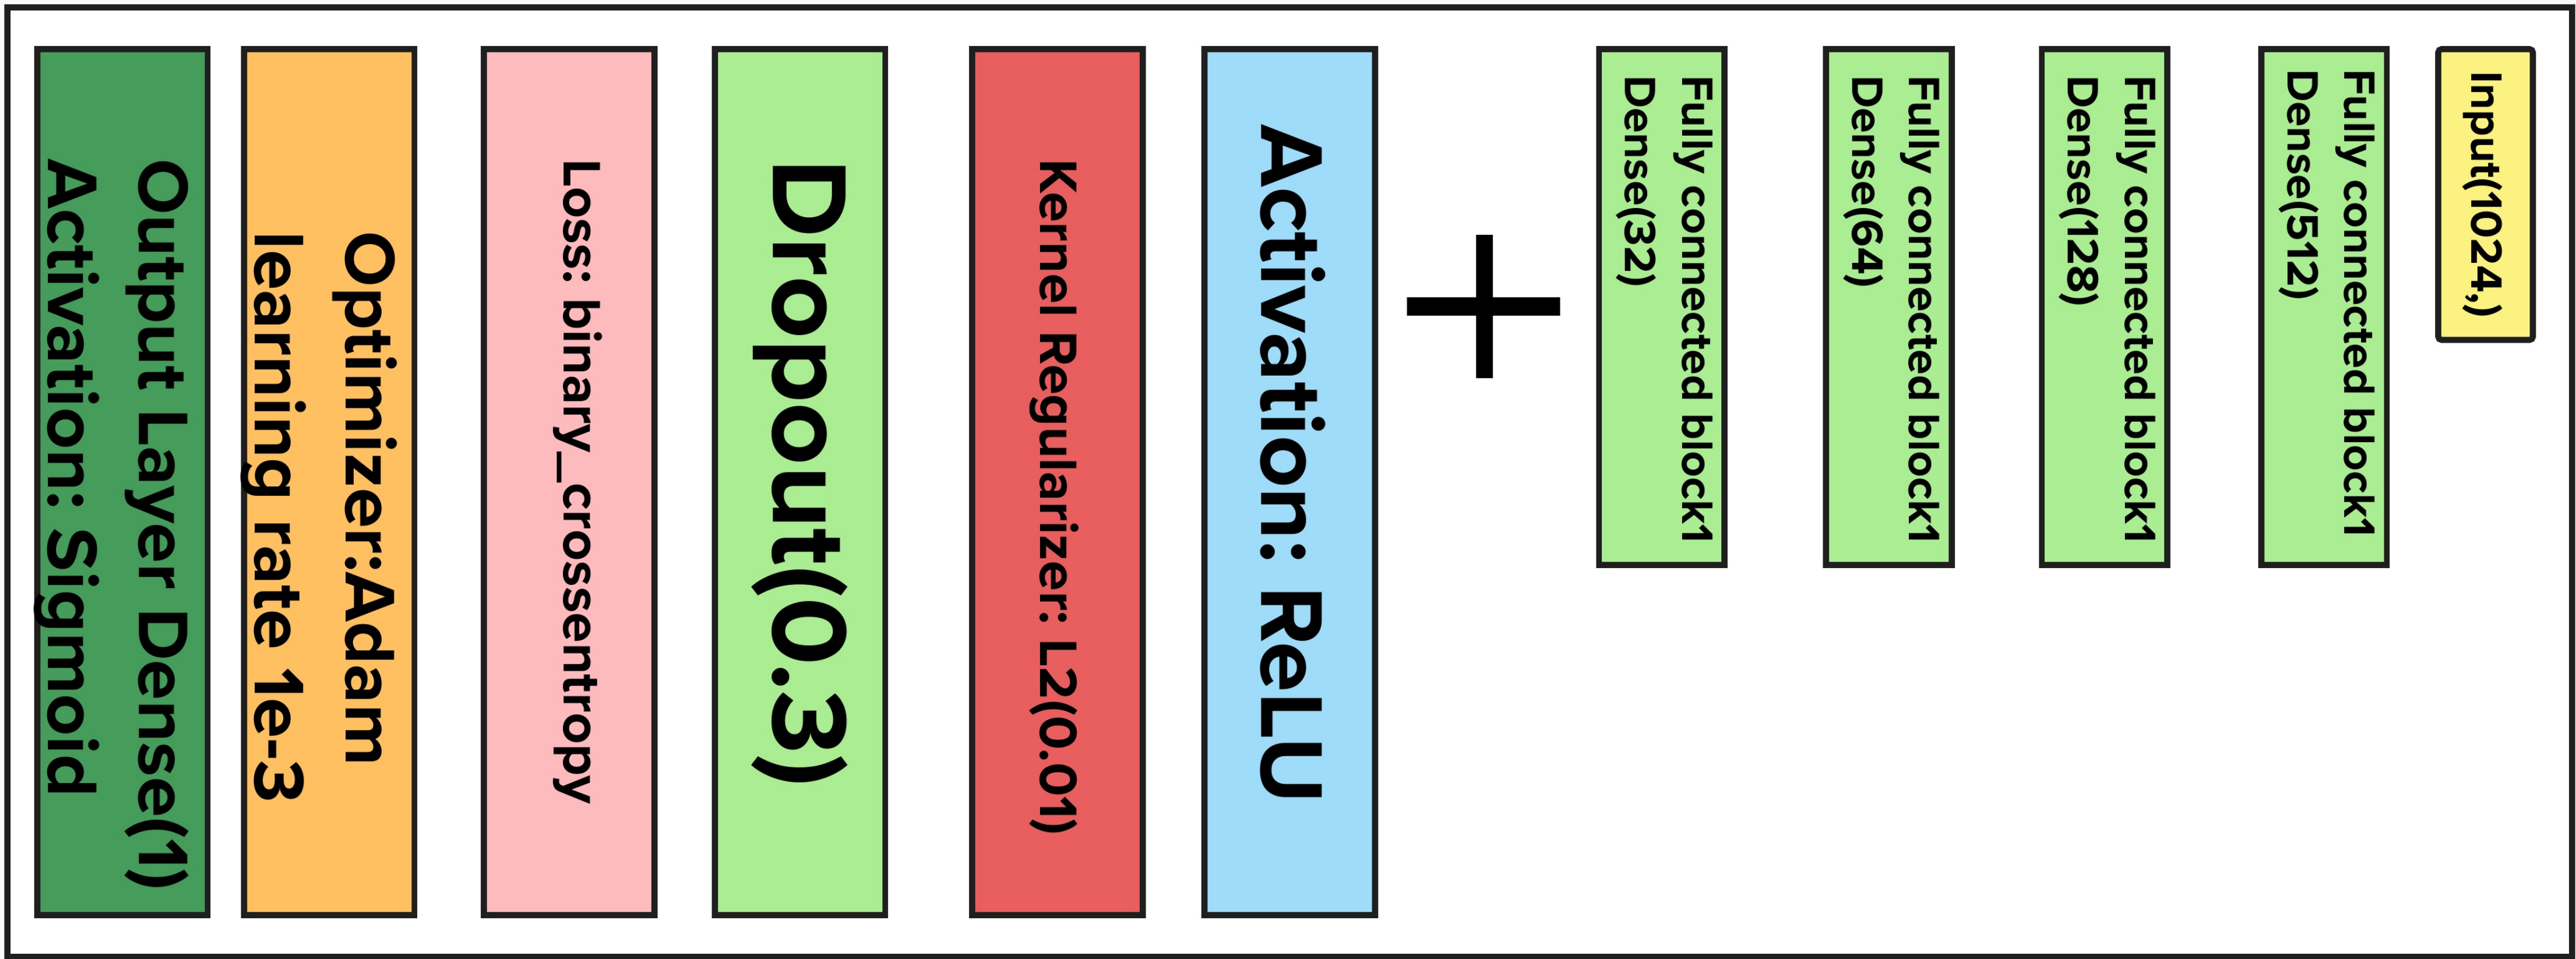 Input(1024,)
Fully connected block1
Dense(512)
Fully connected block1
Dense(128)
Fully connected block1
Dense(64)
Fully connected block1
Dense(32)
+
Activation: ReLU
Kernel Regularizer: L2(0.01)
Dropout(0.3)
Loss: binary_crossentropy
Optimizer:Adam
learning rate 1e-3
Output Layer Dense(1)
Activation: Sigmoid